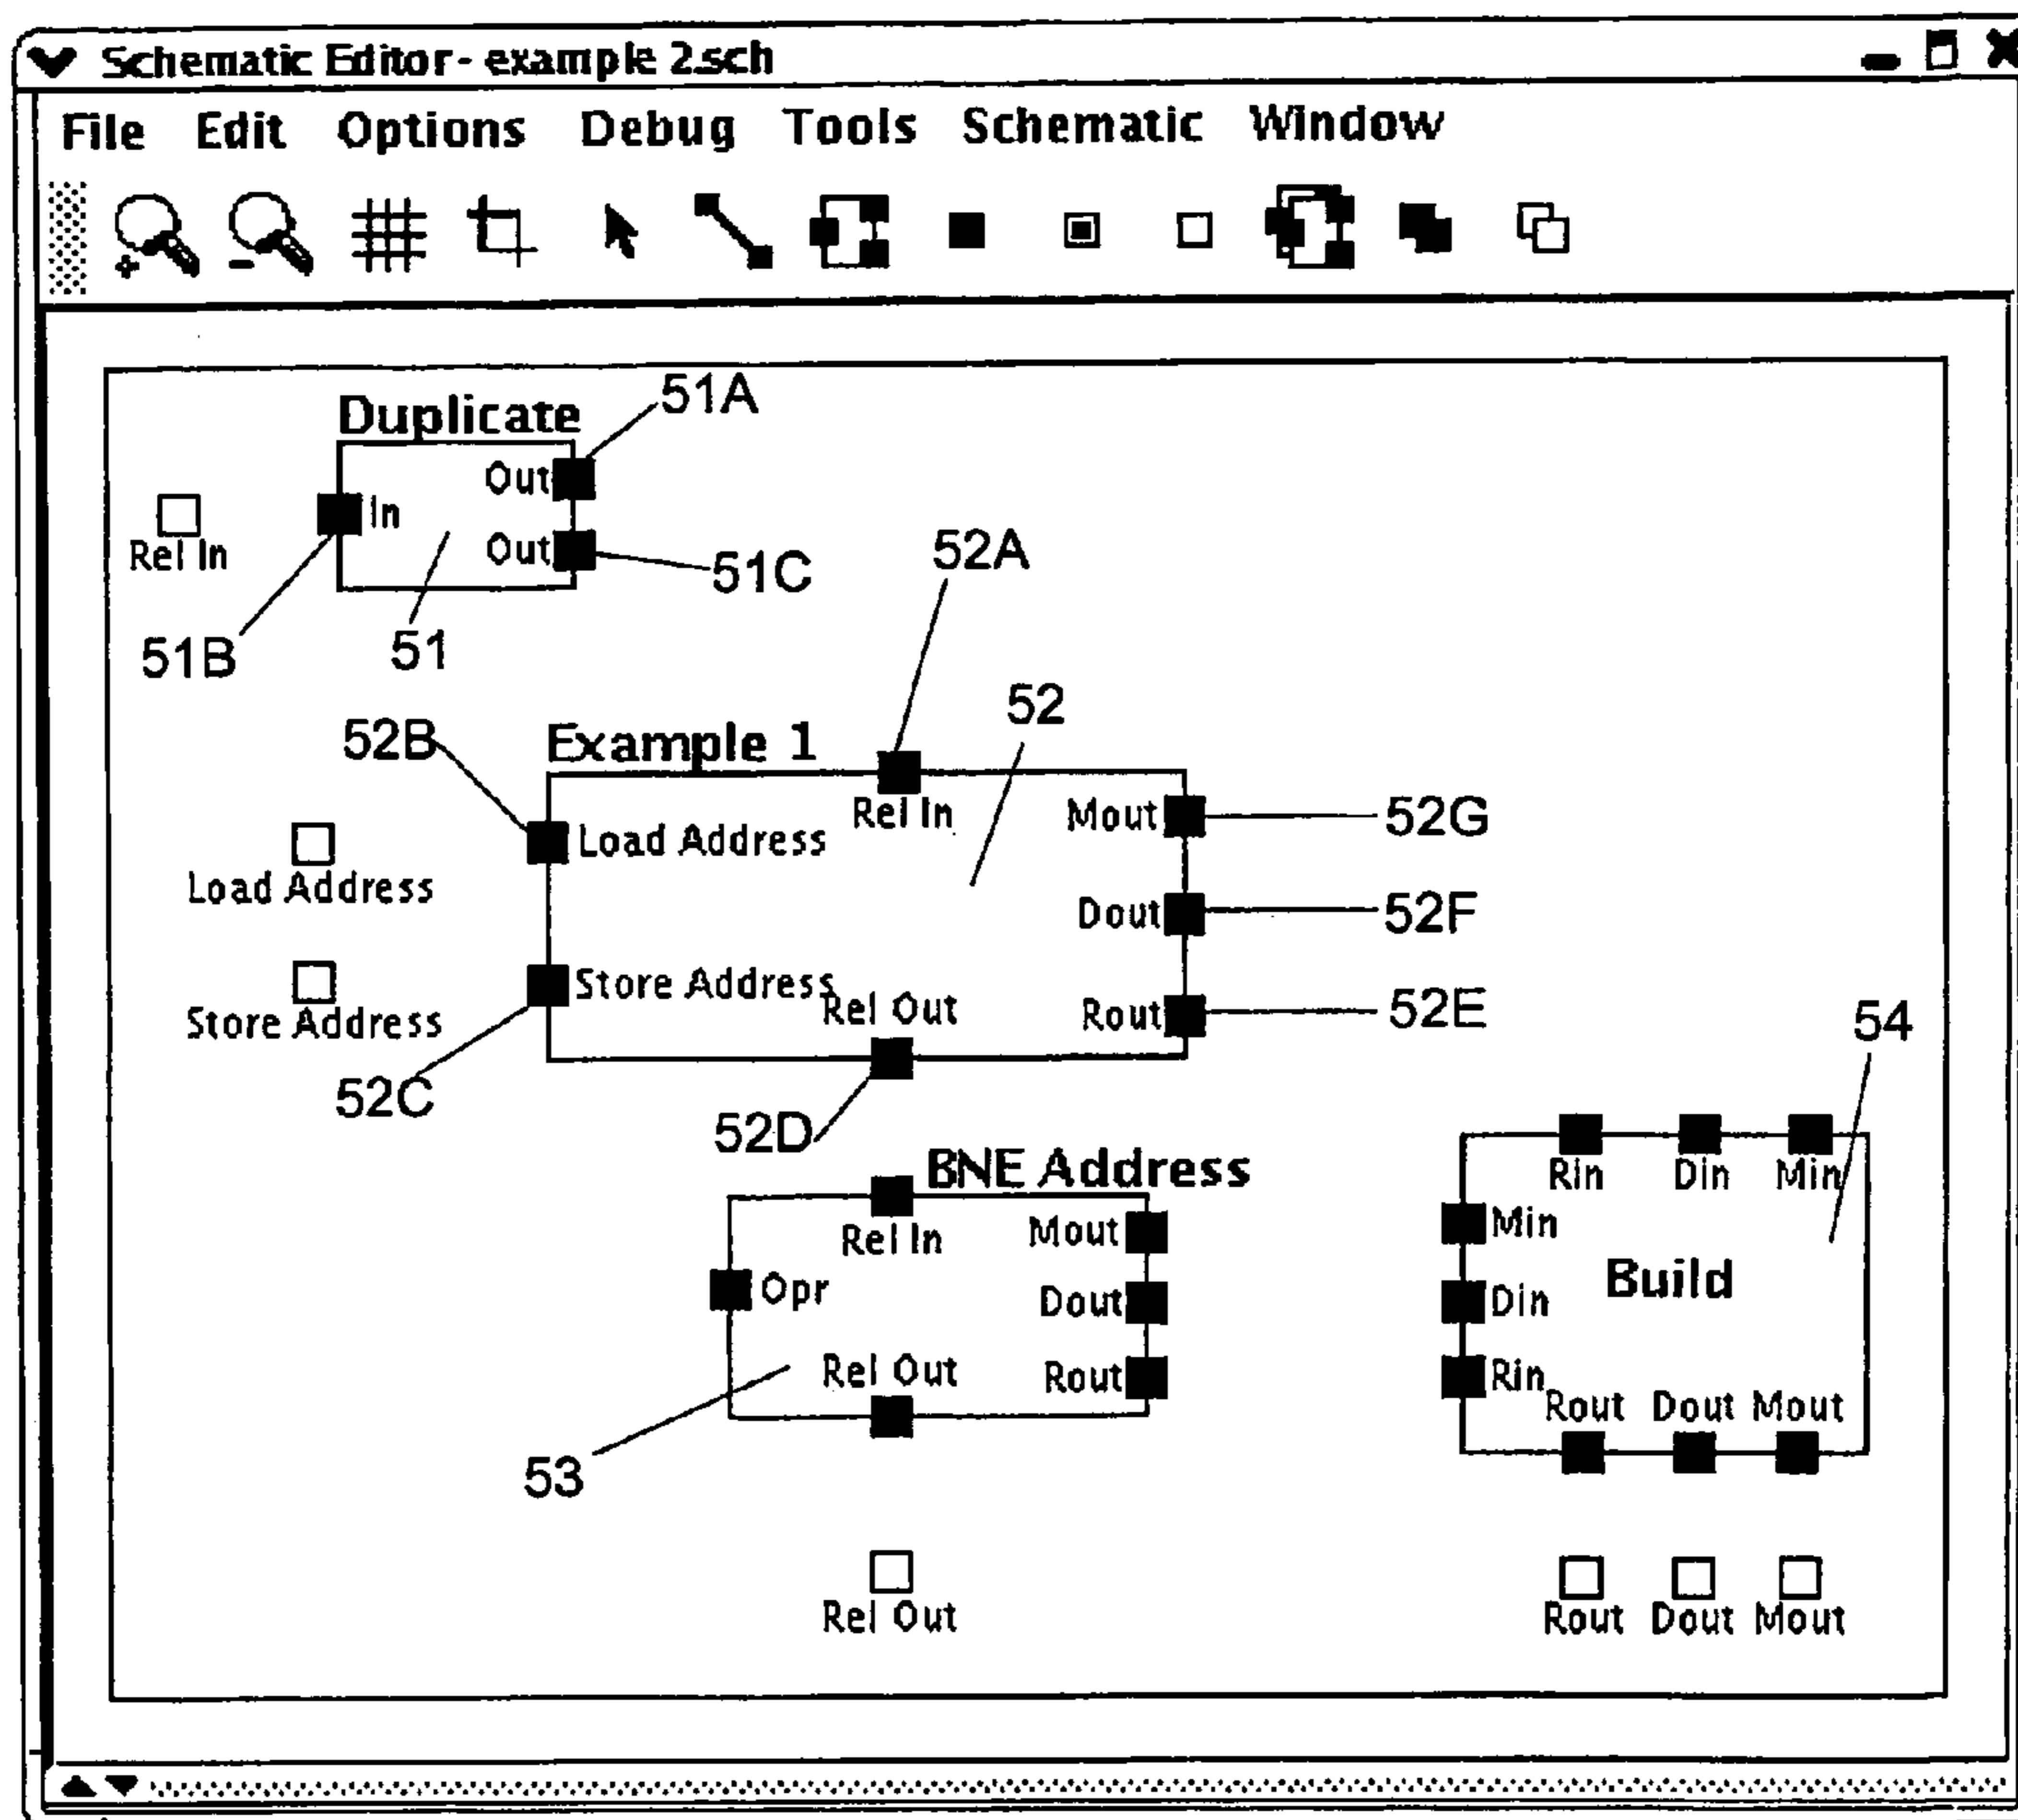 Schematic Editor- example 2.sch
File Edit Options Debug Tools Schematic Window
Duplicate
51A
Out
In
Rel In
Out
51C
52A
51B
51
52
52B
Example 1
Rel In
Mout
52G
Load Address
Load Address
Dout
52F
Store Address
Rel Out
Rout
52E
Store Address
54
52C
52D
BNE Address
Rin Din Min
Rel In
Mout
Min
Opr
Dout
Din
Build
Rel Out
Rout
Rin
Rout Dout Mout
53
Rel Out
Rout Dout Mout